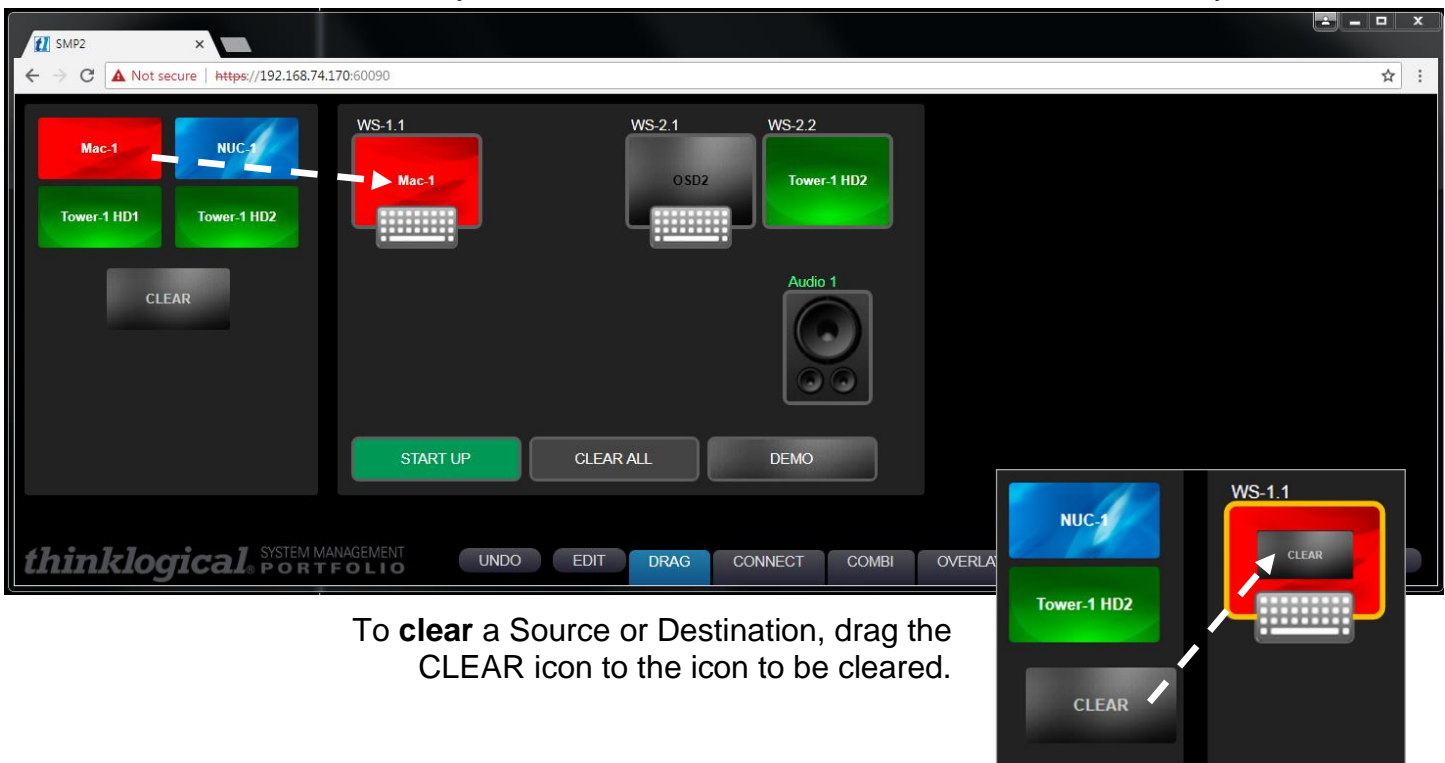 SMP2
Not secure | https://192.168.74.170:60090
Mac-1
NUC-1
Tower-1 HD1
Tower-1 HD2
CLEAR
WS-1.1
Mac-1
WS-2.1
OSD2
WS-2.2
Tower-1 HD2
Audio 1
START UP
CLEAR ALL
DEMO
thinklogical SYSTEM MANAGEMENT
PORTFOLIO
UNDO
EDIT
DRAG
CONNECT
COMBI
NUC-1
Tower-1 HD2
CLEAR
WS-1.1
CLEAR
To clear a Source or Destination, drag the
CLEAR icon to the icon to be cleared.